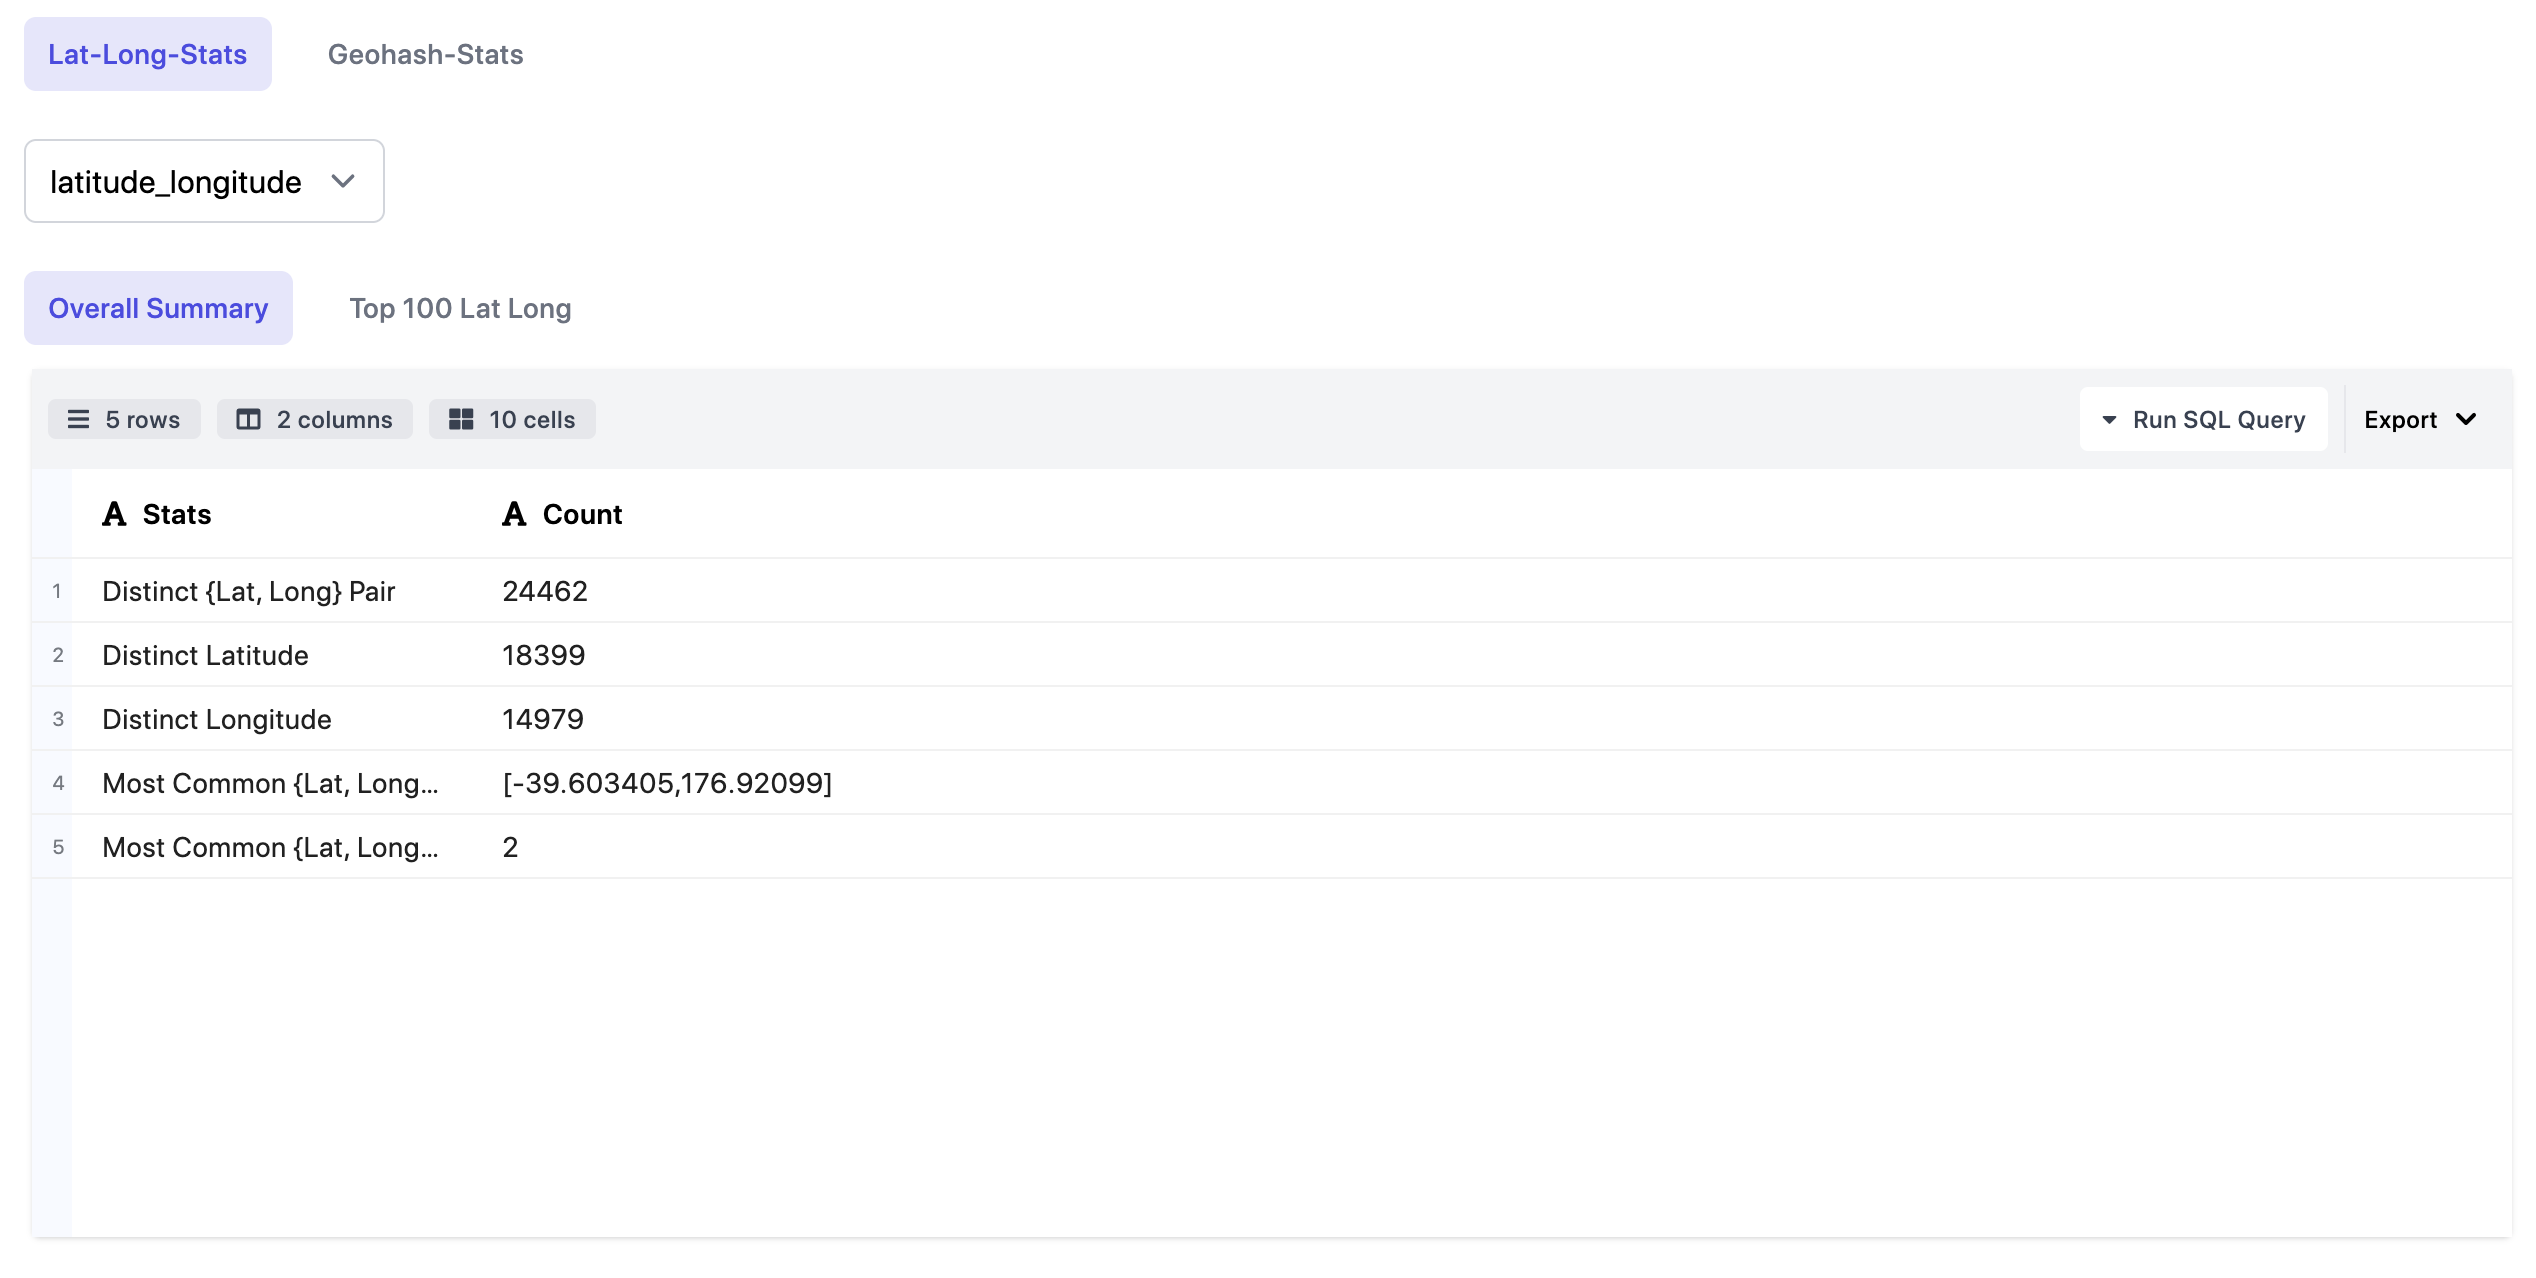 Lat-Long-Stats Geohash-Stats
latitude_longitude
Overall Summary Top 100 Lat Long
5 rows 2 columns 10 cells Run SQL Query Export
Stats Count
1 Distinct {Lat, Long} Pair 24462
2 Distinct Latitude 18399
3 Distinct Longitude 14979
4 Most Common {Lat, Long... [-39.603405,176.92099]
5 Most Common {Lat, Long... 2